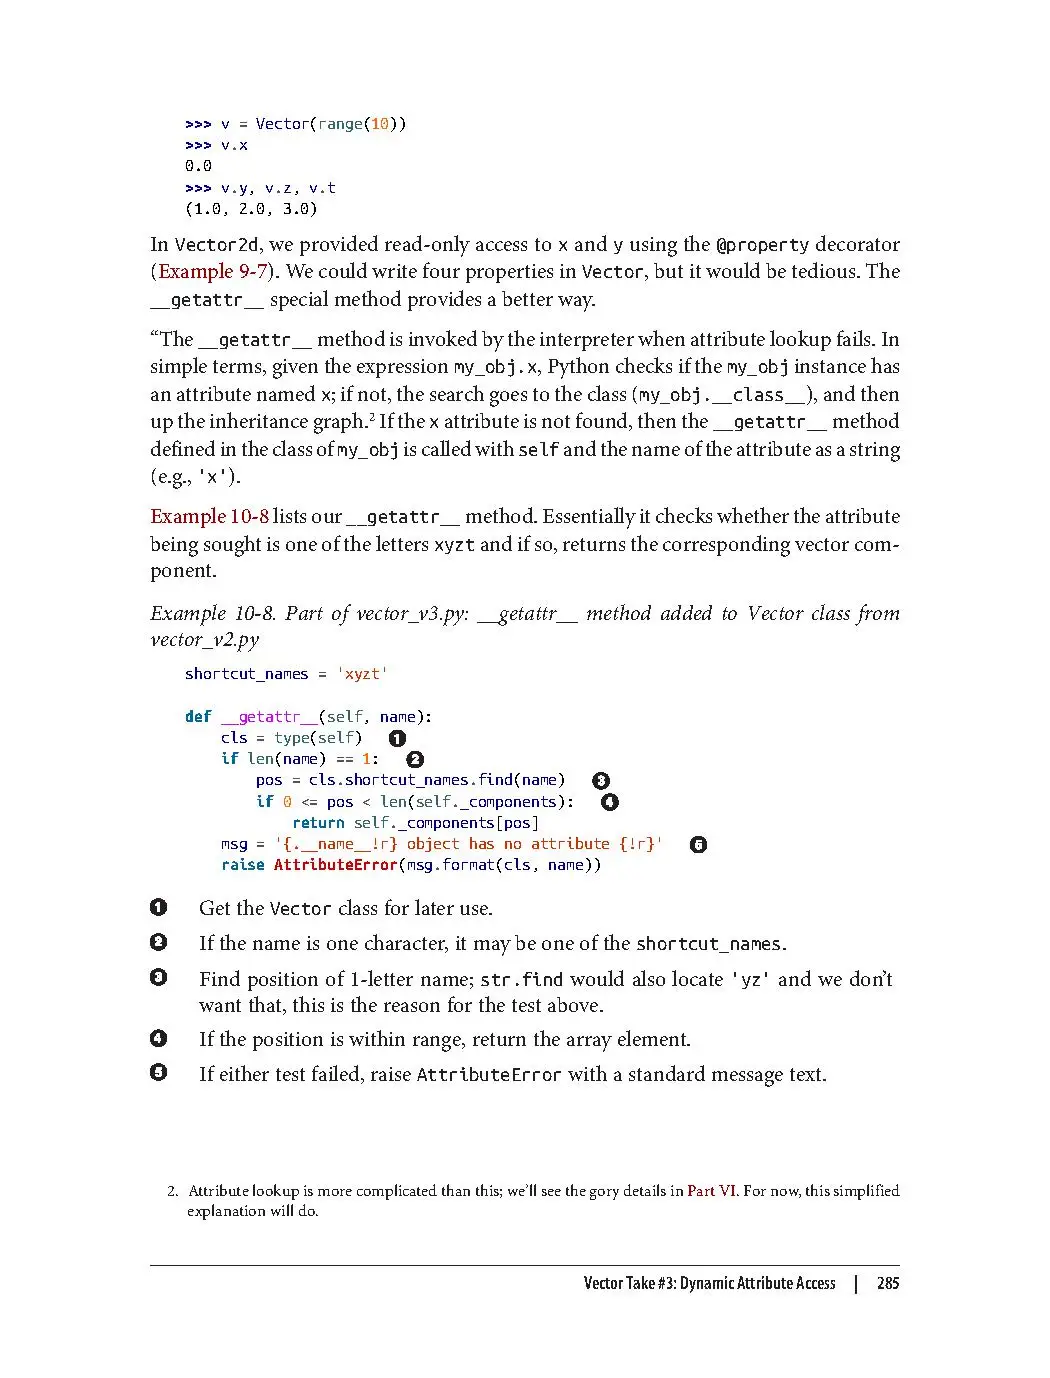 >>> v = Vector(range(10))
>>> v.x
0.0
>>> v.y, v.z, v.t
(1.0, 2.0, 3.0)
In Vector2d, we provided read-only access to x and y using the @property decorator
(Example 9-7). We could write four properties in Vector, but it would be tedious. The
__getattr__ special method provides a better way.
“The __getattr__ method is invoked by the interpreter when attribute lookup fails. In
simple terms, given the expression my_obj.x, Python checks if the my_obj instance has
an attribute named x; if not, the search goes to the class (my_obj.__class__), and then
up the inheritance graph.2 If the x attribute is not found, then the __getattr__ method
defined in the class of my_obj is called with self and the name of the attribute as a string
(e.g., 'x').
Example 10-8 lists our __getattr__ method. Essentially it checks whether the attribute
being sought is one of the letters xyzt and if so, returns the corresponding vector com-
ponent.
Example 10-8. Part of vector_v3.py: __getattr__ method added to Vector class from
vector_v2.py
shortcut_names = 'xyzt'
def __getattr__(self, name):
cls = type(self) 1
if len(name) == 1: 2
pos = cls.shortcut_names.find(name) 3
if 0 <= pos < len(self._components): 4
return self._components[pos]
msg = '{.__name__!r} object has no attribute {!r}' 5
raise AttributeError(msg.format(cls, name))
1 Get the Vector class for later use.
2 If the name is one character, it may be one of the shortcut_names.
3 Find position of 1-letter name; str.find would also locate 'yz' and we don’t
want that, this is the reason for the test above.
4 If the position is within range, return the array element.
5 If either test failed, raise AttributeError with a standard message text.
2. Attribute lookup is more complicated than this; we’ll see the gory details in Part VI. For now, this simplified
explanation will do.
Vector Take #3: Dynamic Attribute Access | 285